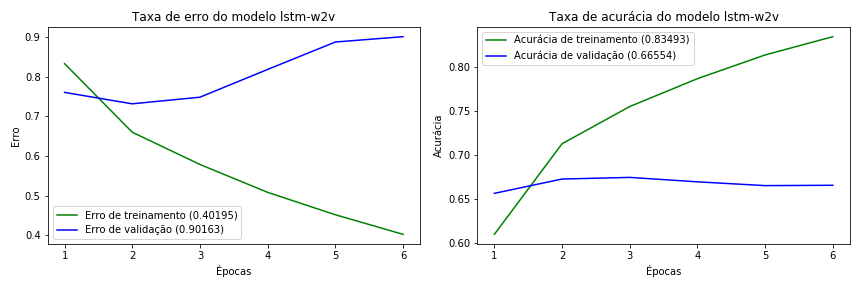 Taxa de erro do modelo lstm-w2v
0.9
0.8
0.7
0.6
0.5
0.4
Erro
Erro de treinamento (0.40195)
Erro de validação (0.90163)
1 2 3 4 5 6
Épocas
Taxa de acurácia do modelo lstm-w2v
Acurácia de treinamento (0.83493)
Acurácia de validação (0.66554)
0.80
0.75
0.70
0.65
0.60
Acurácia
1 2 3 4 5 6
Épocas